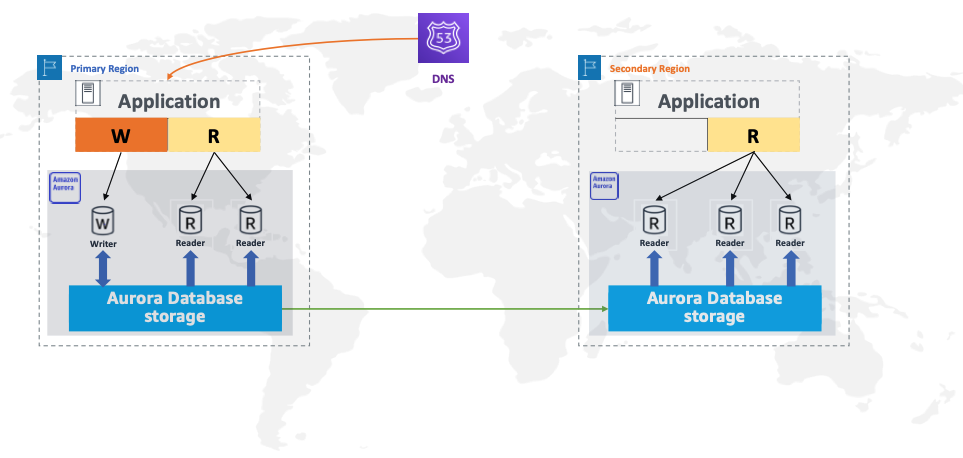 53
DNS
Primary Region
Application
W
R
Amazon
Aurora
W
R
R
Writer
Reader
Reader
Aurora Database
storage
Secondary Region
Application
R
Amazon
Aurora
R
R
R
Reader
Reader
Reader
Aurora Database
storage